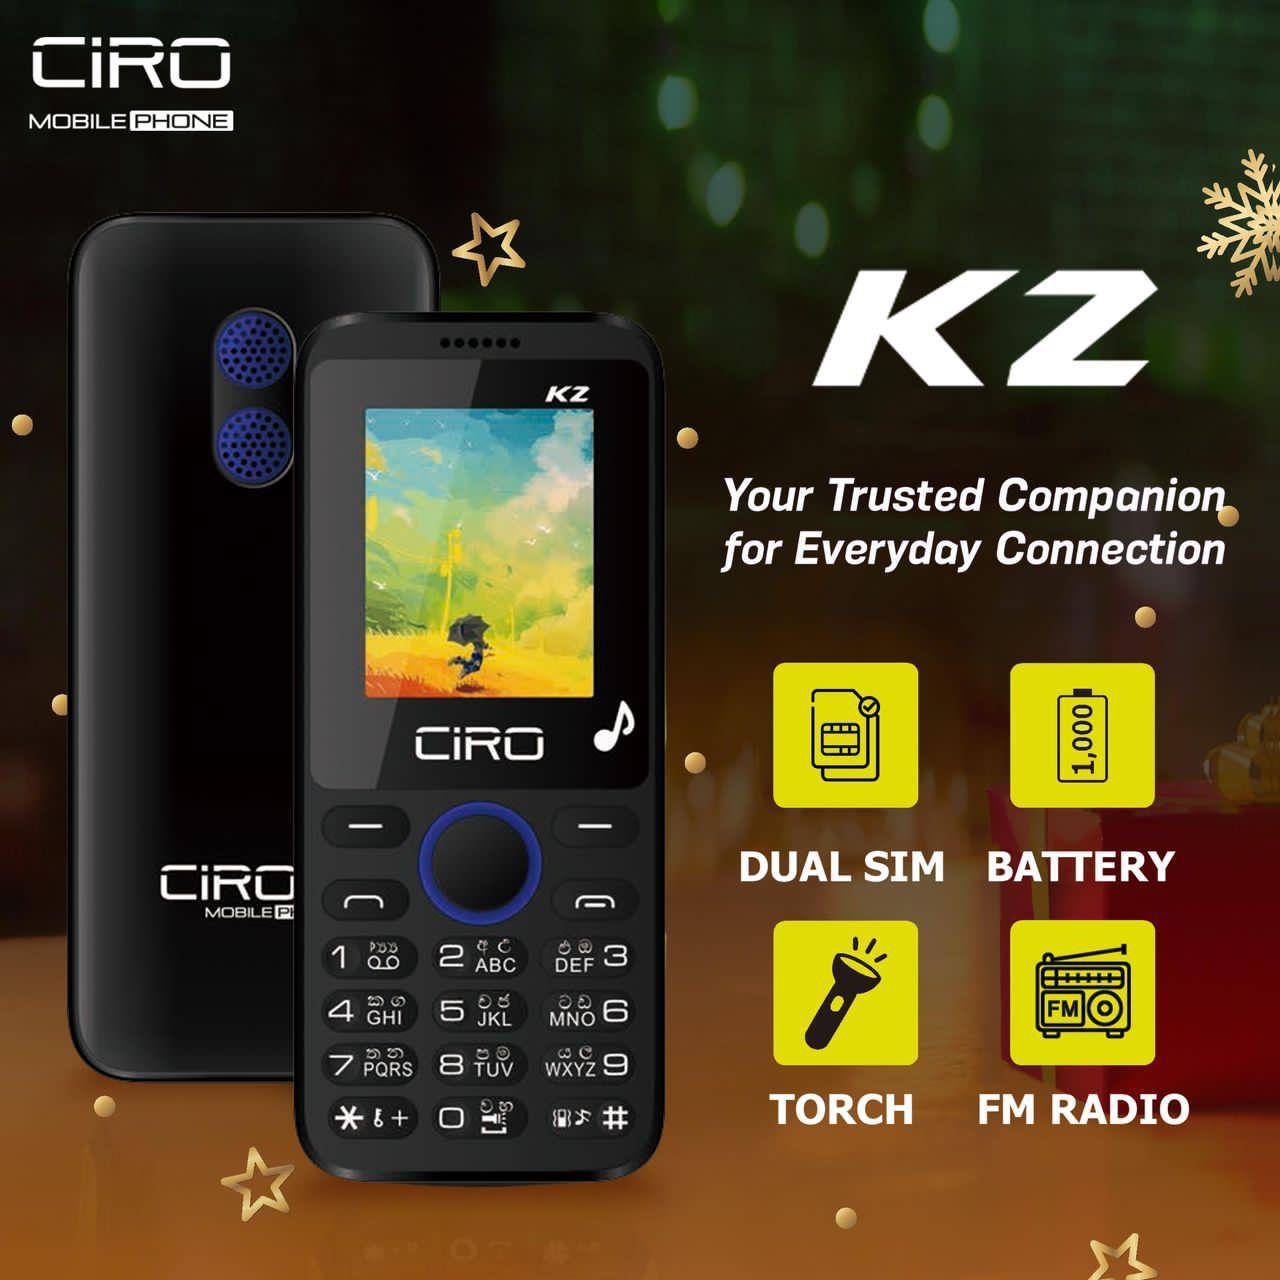 CiRO
MOBILE PHONE
K2
Your Trusted Companion
for Everyday Connection
K2
CiRO
1,000
DUAL SIM
BATTERY
FM
TORCH
FM RADIO
CiRO
MOBILE
1
2 ABC
DEF 3
4 ක ග GHI
5 ච ජ JKL
ට ඩ MNO 6
7 ත න PQRS
8 ප ම TUV
WXYZ 9
* +
0
#